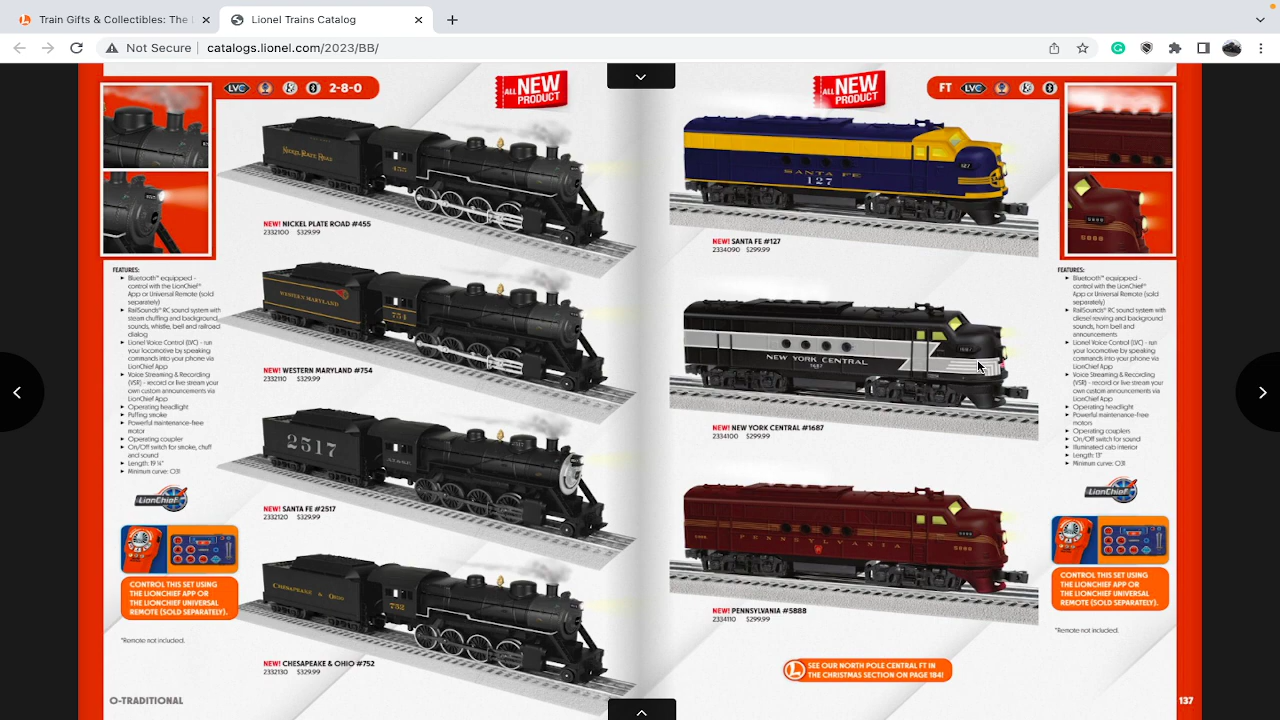 Train Gifts & Collectibles: The
Lionel Trains Catalog
Not Secure
catalogs.lionel.com/2023/BB/
LVC
2-8-0
ALL NEW
PRODUCT
ALL NEW
PRODUCT
FT
LVC
NICKEL PLATE ROAD
455
NEW! NICKEL PLATE ROAD #455
2332100 $329.99
WESTERN MARYLAND
754
NEW! WESTERN MARYLAND #754
2332110 $329.99
2517
NEW! SANTA FE #2517
2332120 $329.99
CHESAPEAKE & OHIO
752
NEW! CHESAPEAKE & OHIO #752
2332130 $329.99
FEATURES:
Bluetooth® equipped -
control with the LionChief®
App or Universal Remote (sold
separately)
RailSounds® RC sound system with
steam chuffing and background
sounds, whistle, bell and railroad
dialog
Lionel Voice Control (LVC) - run
your locomotive by speaking
commands into your phone via
LionChief App
Voice Streaming & Recording
(VSR) - record or live stream your
own custom announcements via
LionChief App
Operating headlight
Puffing smoke
Powerful maintenance-free
motor
Operating coupler
On/Off switch for smoke, chuff
and sound
Length: 19 ¼"
Minimum curve: O31
LionChief
CONTROL THIS SET USING
THE LIONCHIEF APP OR
THE LIONCHIEF UNIVERSAL
REMOTE (SOLD SEPARATELY).
*Remote not included.
O-TRADITIONAL
SANTA FE
127
127
NEW! SANTA FE #127
2334090 $299.99
NEW YORK CENTRAL
1687
1687
NEW! NEW YORK CENTRAL #1687
2334100 $299.99
PENNSYLVANIA
5888
NEW! PENNSYLVANIA #5888
2334110 $299.99
SEE OUR NORTH POLE CENTRAL FT IN
THE CHRISTMAS SECTION ON PAGE 184!
5888
FEATURES:
Bluetooth® equipped -
control with the LionChief®
App or Universal Remote (sold
separately)
RailSounds® RC sound system with
diesel revving and background
sounds, horn bell and
announcements
Lionel Voice Control (LVC) - run
your locomotive by speaking
commands into your phone via
LionChief App
Voice Streaming & Recording
(VSR) - record or live stream your
own custom announcements via
LionChief App
Operating headlight
Powerful maintenance-free
motors
Operating couplers
On/Off switch for sound
Illuminated cab interior
Length: 13"
Minimum curve: O31
LionChief
CONTROL THIS SET USING
THE LIONCHIEF APP OR
THE LIONCHIEF UNIVERSAL
REMOTE (SOLD SEPARATELY).
*Remote not included.
137